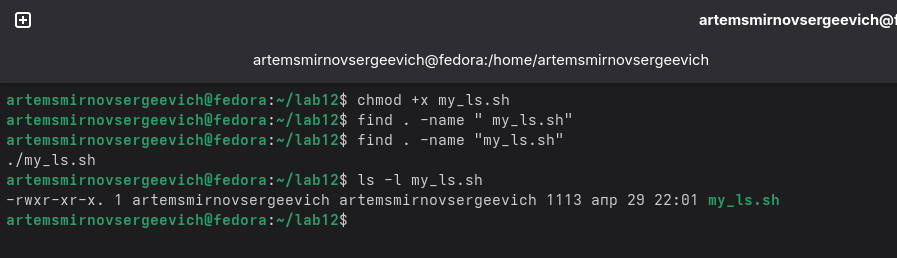 artemsmirnovsergeevich@f
artemsmirnovsergeevich@fedora:/home/artemsmirnovsergeevich
artemsmirnovsergeevich@fedora:~/lab12$ chmod +x my_ls.sh
artemsmirnovsergeevich@fedora:~/lab12$ find . -name " my_ls.sh"
artemsmirnovsergeevich@fedora:~/lab12$ find . -name "my_ls.sh"
./my_ls.sh
artemsmirnovsergeevich@fedora:~/lab12$ ls -l my_ls.sh
-rwxr-xr-x. 1 artemsmirnovsergeevich artemsmirnovsergeevich 1113 апр 29 22:01 my_ls.sh
artemsmirnovsergeevich@fedora:~/lab12$